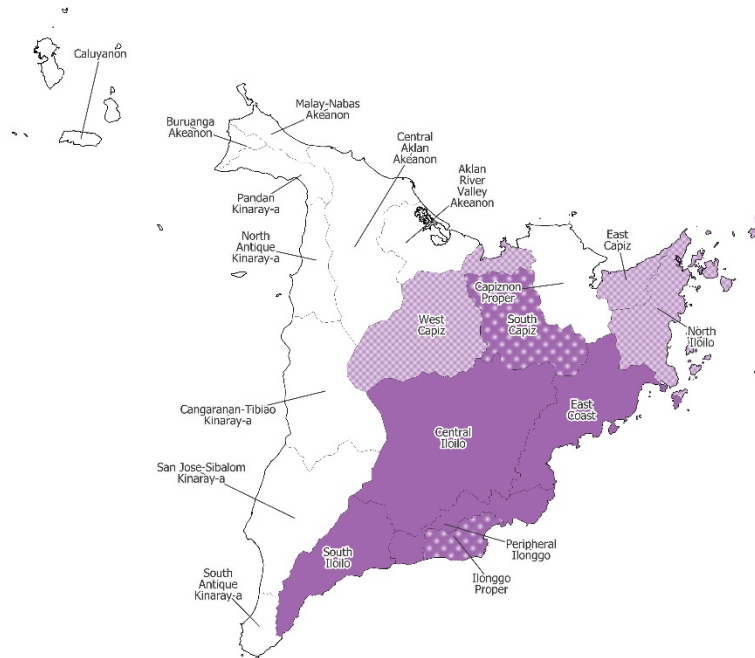 Caluyanon
Malay-Nabas
Akeanon
Buruanga
Akeanon
Central
Aklan
Akeanon
Aklan
River
Valley
Akeanon
Pandan
Kinaray-a
North
Antique
Kinaray-a
East
Capiz
Capiznon
Proper
West
Capiz
South
Capiz
North
Iloilo
Cangaranan-Tibiao
Kinaray-a
East
Coast
Central
Iloilo
San Jose-Sibalom
Kinaray-a
Peripheral
Ilonggo
South
Iloilo
Ilonggo
Proper
South
Antique
Kinaray-a